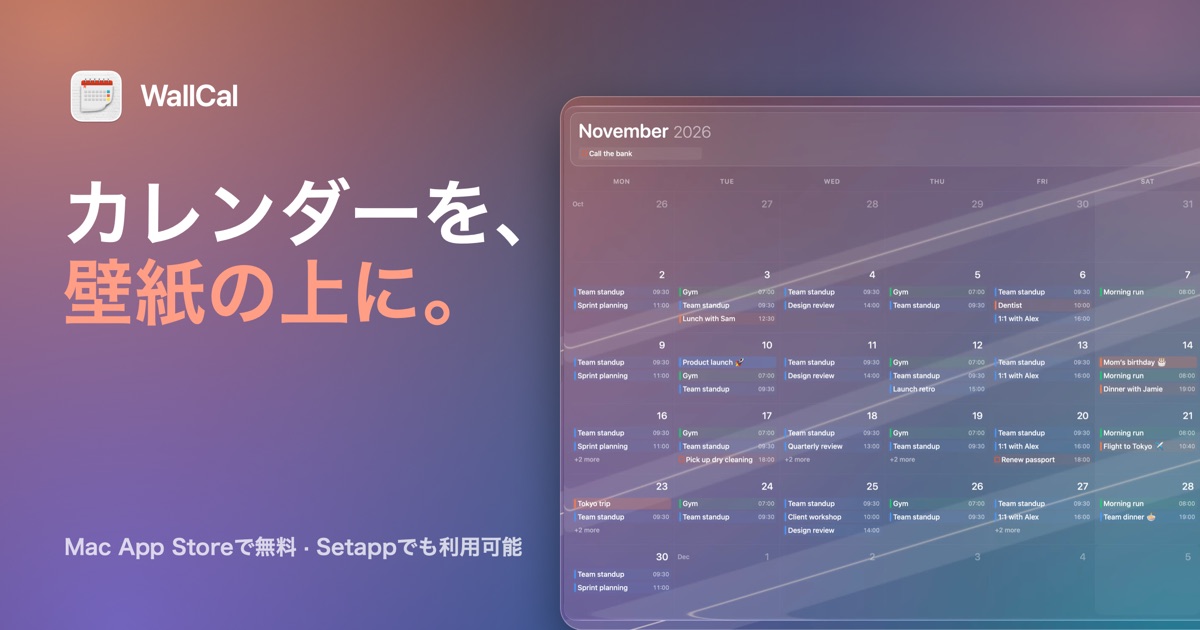 WallCal
カレンダーを、
壁紙の上に。
Mac App Storeで無料 · Setappでも利用可能
November 2026
Call the bank
MON TUE WED THU FRI SAT
Oct 26 27 28 29 30 31
2 3 4 5 6 7
Team standup 09:30 Gym 07:00 Team standup 09:30 Gym 07:00 Team standup 09:30 Morning run 08:00
Sprint planning 11:00 Team standup 09:30 Design review 14:00 Team standup 09:30 Dentist 10:00
Lunch with Sam 12:30 1:1 with Alex 16:00
9 10 11 12 13 14
Team standup 09:30 Product launch 🚀 Team standup 09:30 Gym 07:00 Team standup 09:30 Mom's birthday 🎂
Sprint planning 11:00 Gym 07:00 Design review 14:00 Team standup 09:30 1:1 with Alex 16:00 Morning run 08:00
Team standup 09:30 Launch retro 15:00 Dinner with Jamie 19:00
16 17 18 19 20 21
Team standup 09:30 Gym 07:00 Team standup 09:30 Gym 07:00 Team standup 09:30 Morning run 08:00
Sprint planning 11:00 Team standup 09:30 Quarterly review 13:00 Team standup 09:30 1:1 with Alex 16:00 Flight to Tokyo 10:40
+2 more Pick up dry cleaning 18:00 +2 more +2 more Renew passport 18:00
23 24 25 26 27 28
Tokyo trip Gym 07:00 Team standup 09:30 Gym 07:00 Team standup 09:30 Morning run 08:00
Team standup 09:30 Team standup 09:30 Client workshop 10:00 Team standup 09:30 1:1 with Alex 16:00 Team dinner 19:00
+2 more Design review 14:00 +2 more
30 Dec 1 2 3 4 5
Team standup 09:30
Sprint planning 11:00